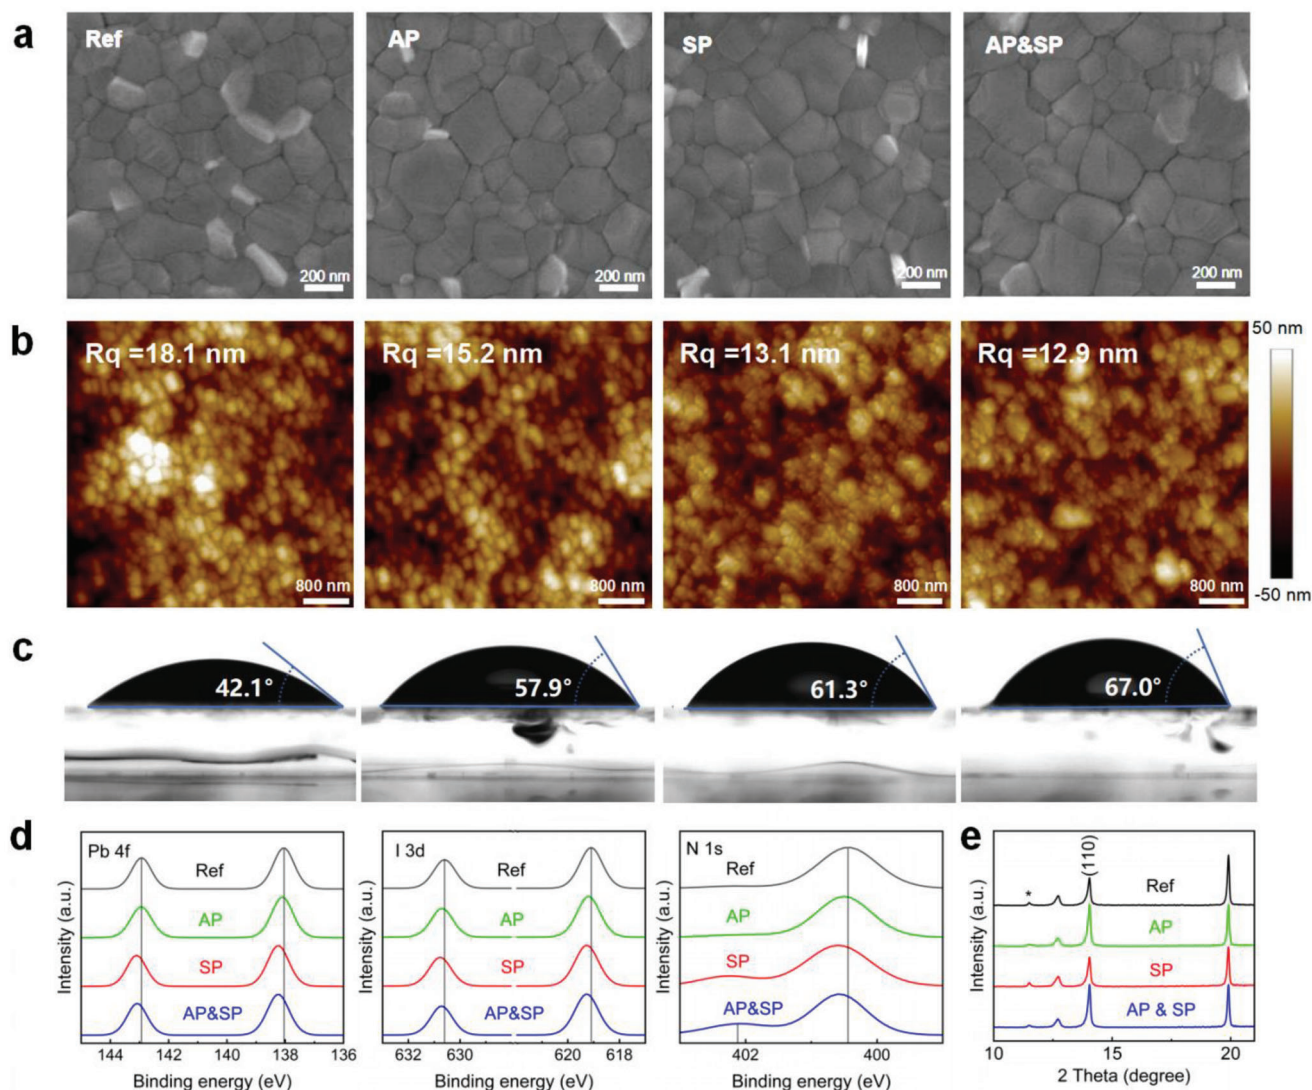 a
Ref
AP
SP
AP&SP
200 nm
200 nm
200 nm
200 nm
b
Rq =18.1 nm
Rq =15.2 nm
Rq =13.1 nm
Rq =12.9 nm
50 nm
-50 nm
800 nm
800 nm
800 nm
800 nm
c
42.1°
57.9°
61.3°
67.0°
d
Pb 4f
Ref
AP
SP
AP&SP
Intensity (a.u.)
144 142 140 138 136
Binding energy (eV)
I 3d
Ref
AP
SP
AP&SP
Intensity (a.u.)
632 630 620 618
Binding energy (eV)
N 1s
Ref
AP
SP
AP&SP
Intensity (a.u.)
402 400
Binding energy (eV)
e
*
(110)
Ref
AP
SP
AP & SP
Intensity (a.u.)
10 15 20
2 Theta (degree)